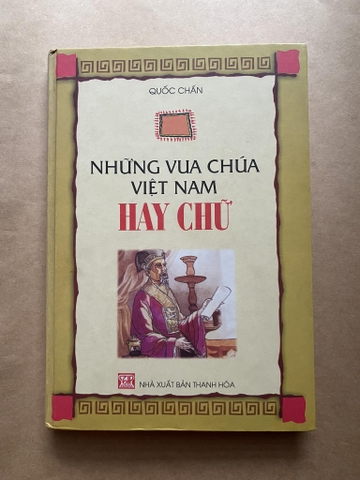 QUỐC CHẤN
NHỮNG VUA CHÚA
VIỆT NAM
HAY CHỮ
NHÀ XUẤT BẢN THANH HÓA